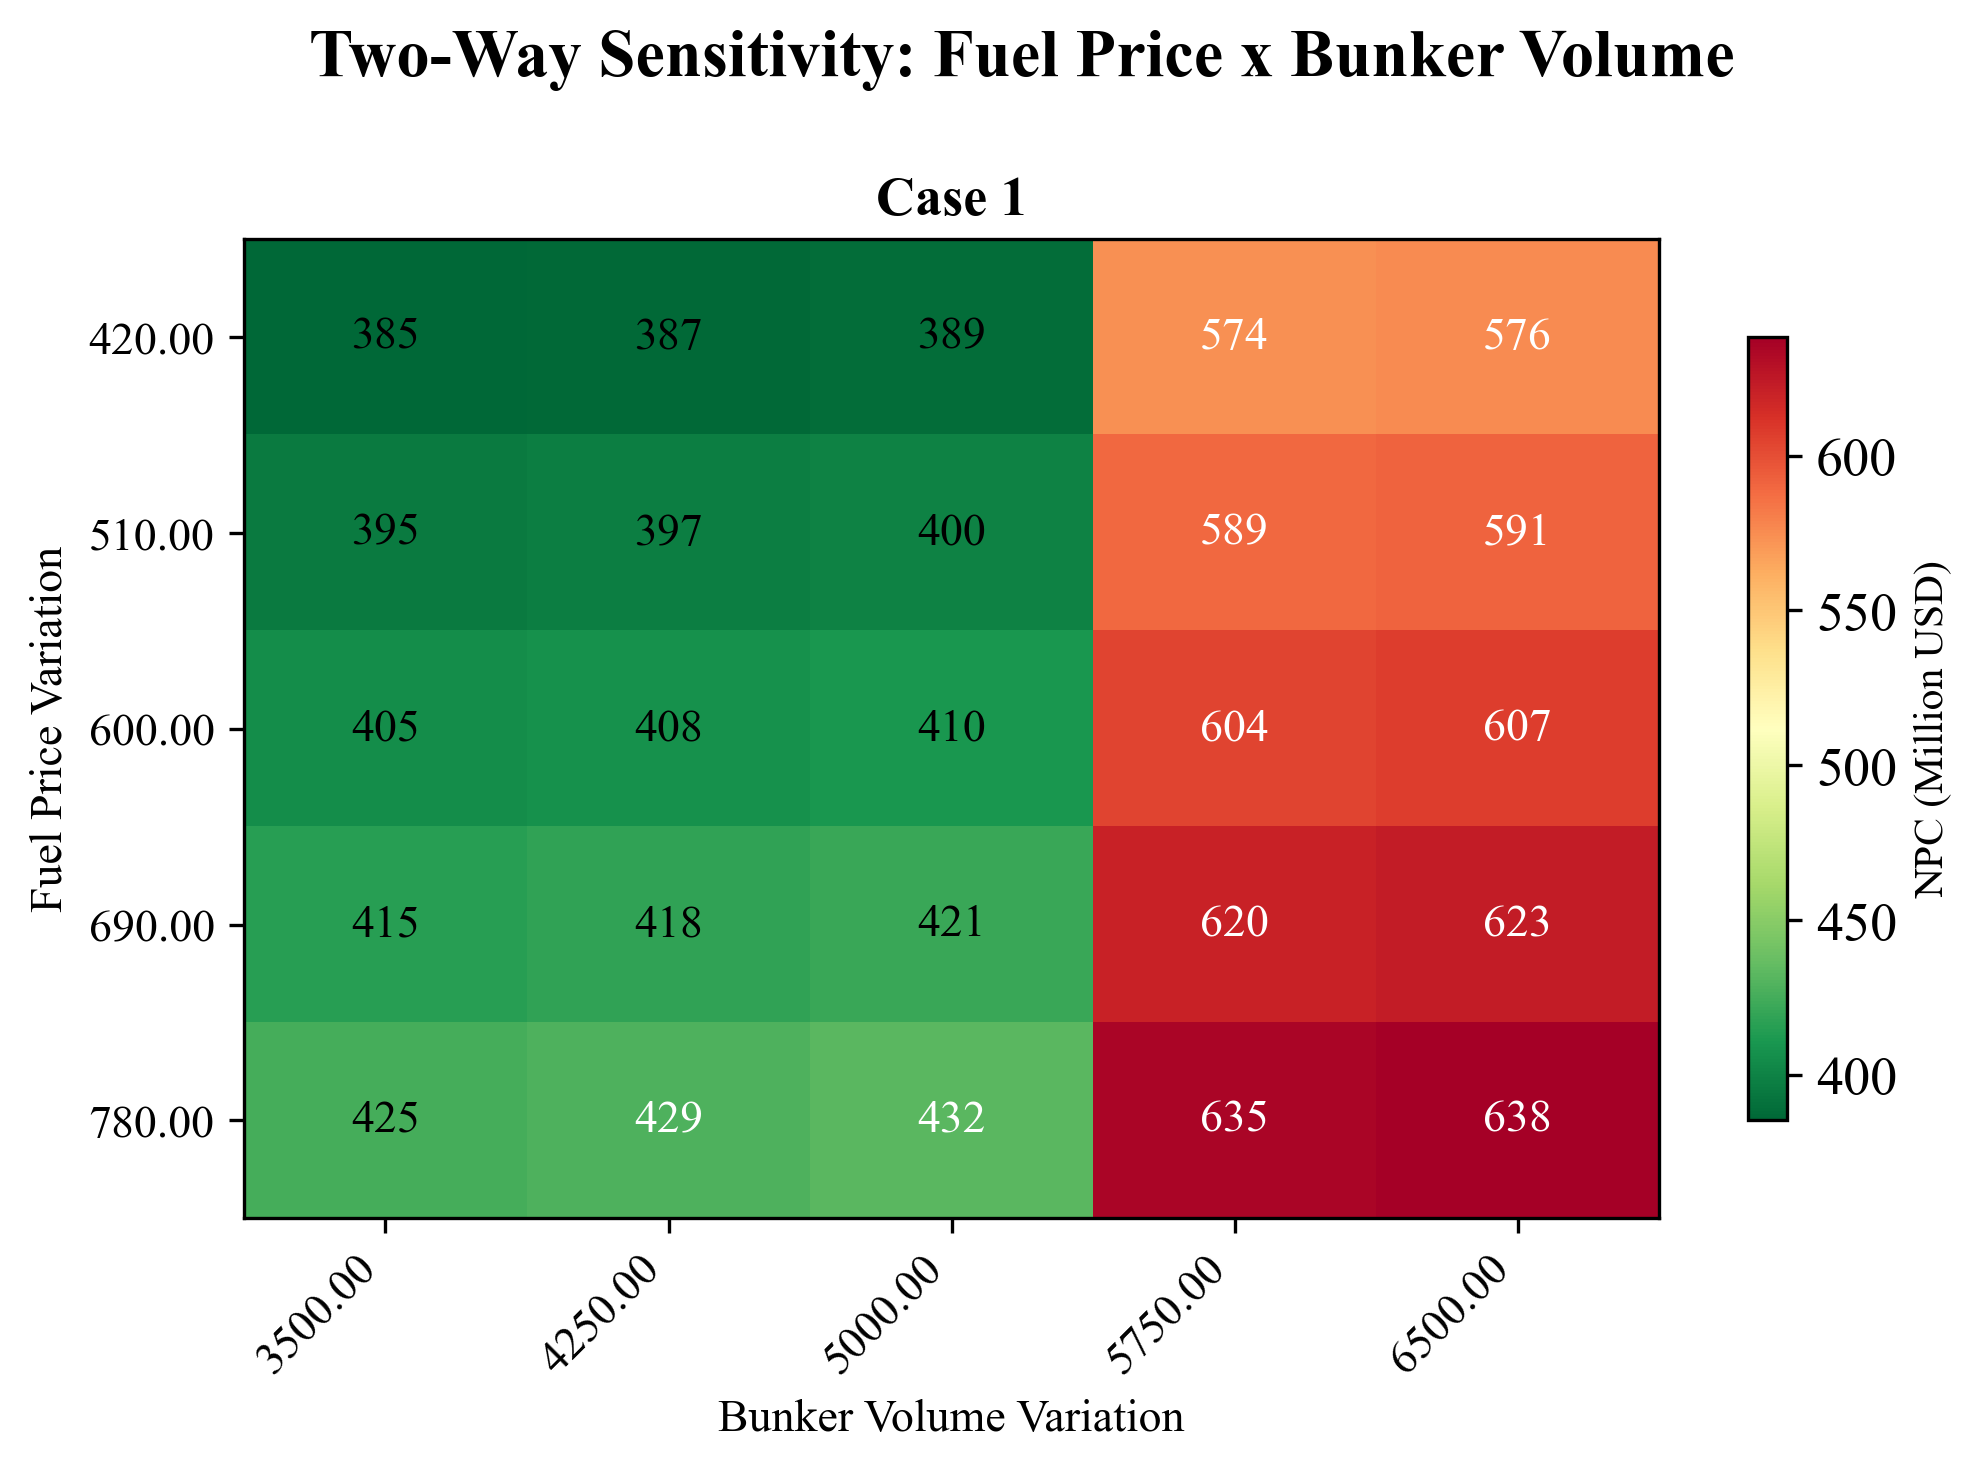 Two-Way Sensitivity: Fuel Price x Bunker Volume
Case 1
420.00 385 387 389 574 576
510.00 395 397 400 589 591
600.00 405 408 410 604 607
690.00 415 418 421 620 623
780.00 425 429 432 635 638
3500.00 4250.00 5000.00 5750.00 6500.00
Bunker Volume Variation
Fuel Price Variation
600
550
500
450
400
NPC (Million USD)